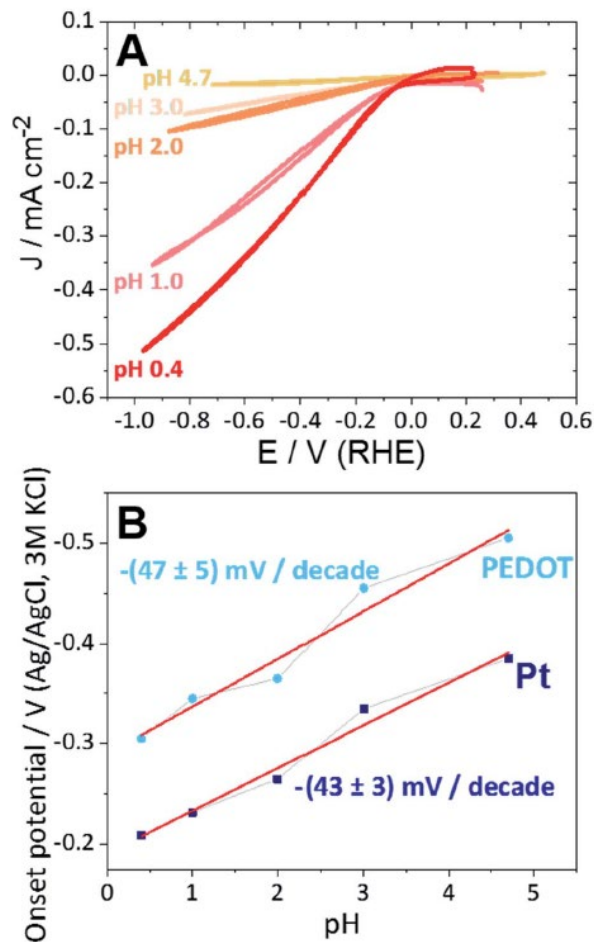 A
0.1
0.0
-0.1
-0.2
-0.3
-0.4
-0.5
-0.6
J / mA cm⁻²
pH 4.7
pH 3.0
pH 2.0
pH 1.0
pH 0.4
-1.0 -0.8 -0.6 -0.4 -0.2 0.0 0.2 0.4 0.6
E / V (RHE)
B
Onset potential / V (Ag/AgCl, 3M KCl)
-0.5
-0.4
-0.3
-0.2
-(47 ± 5) mV / decade
PEDOT
Pt
-(43 ± 3) mV / decade
0 1 2 3 4 5
pH